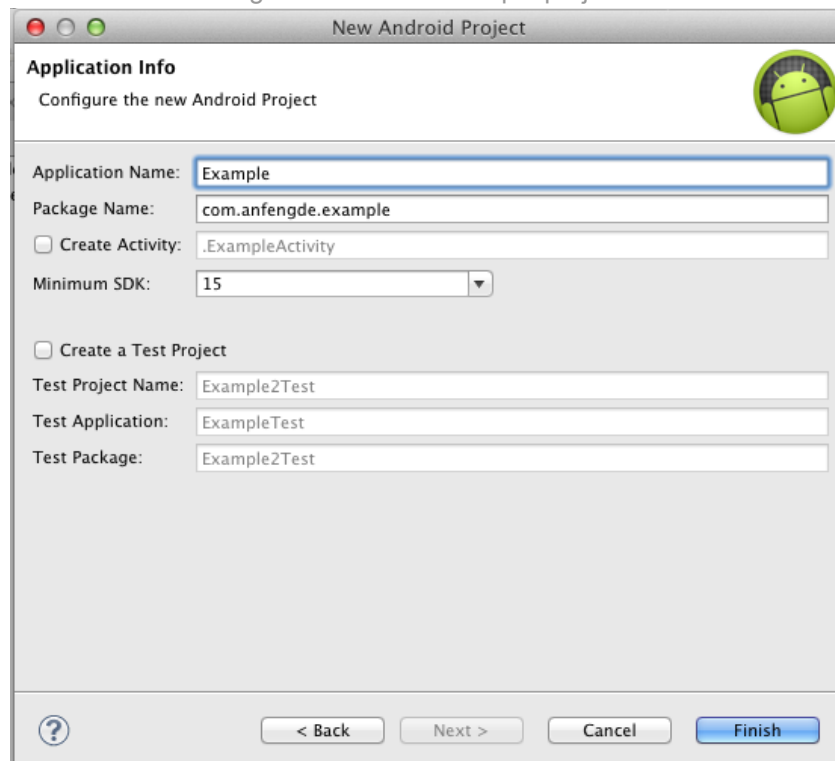 New Android Project
Application Info
Configure the new Android Project
Application Name: Example
Package Name: com.anfengde.example
Create Activity: .ExampleActivity
Minimum SDK: 15
Create a Test Project
Test Project Name: Example2Test
Test Application: ExampleTest
Test Package: Example2Test
? < Back Next > Cancel Finish